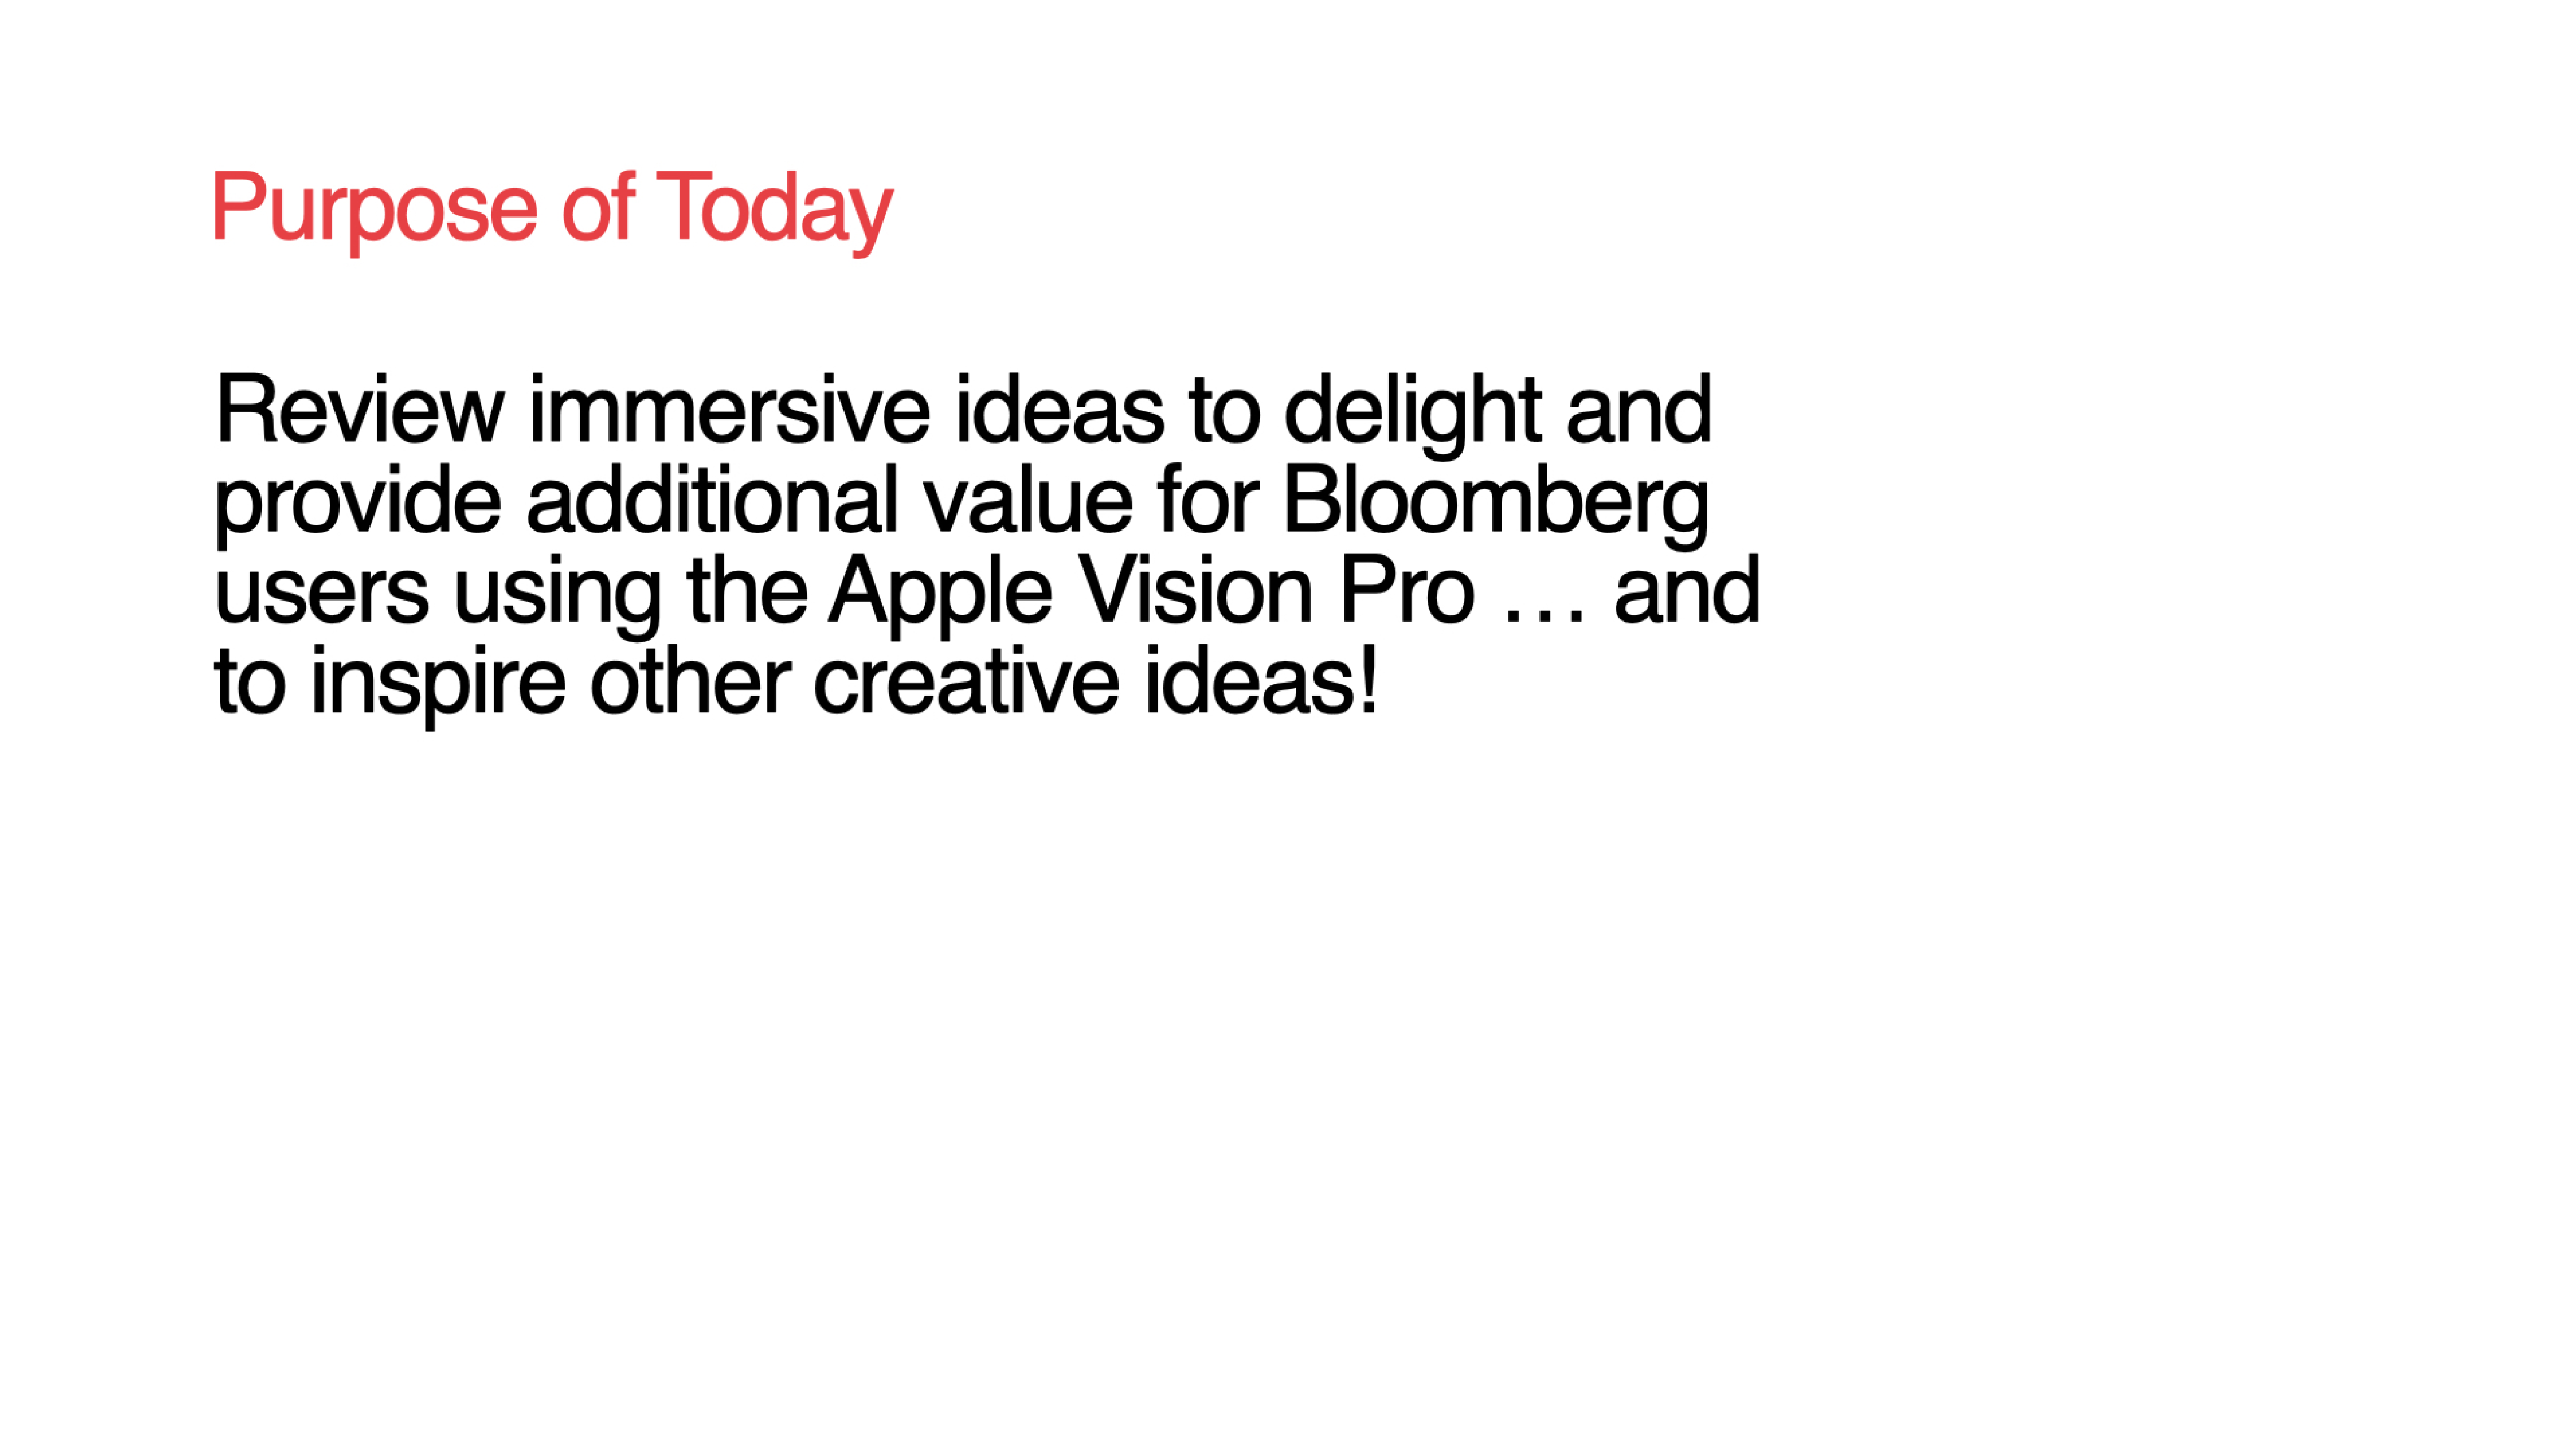 Purpose of Today
Review immersive ideas to delight and
provide additional value for Bloomberg
users using the Apple Vision Pro … and
to inspire other creative ideas!